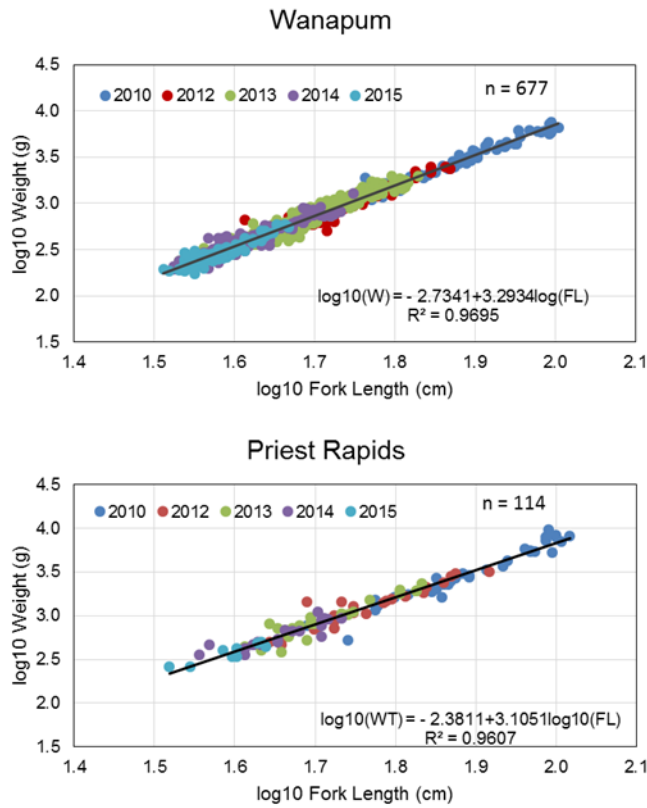 Wanapum
4.5
2010 2012 2013 2014 2015
n = 677
4.0
3.5
3.0
2.5
2.0
1.5
log10 Weight (g)
log10(W) = - 2.7341+3.2934log(FL)
R² = 0.9695
1.4 1.5 1.6 1.7 1.8 1.9 2.0 2.1
log10 Fork Length (cm)
Priest Rapids
4.5
2010 2012 2013 2014 2015
n = 114
4.0
3.5
3.0
2.5
2.0
1.5
log10 Weight (g)
log10(WT) = - 2.3811+3.1051log10(FL)
R² = 0.9607
1.4 1.5 1.6 1.7 1.8 1.9 2.0 2.1
log10 Fork Length (cm)